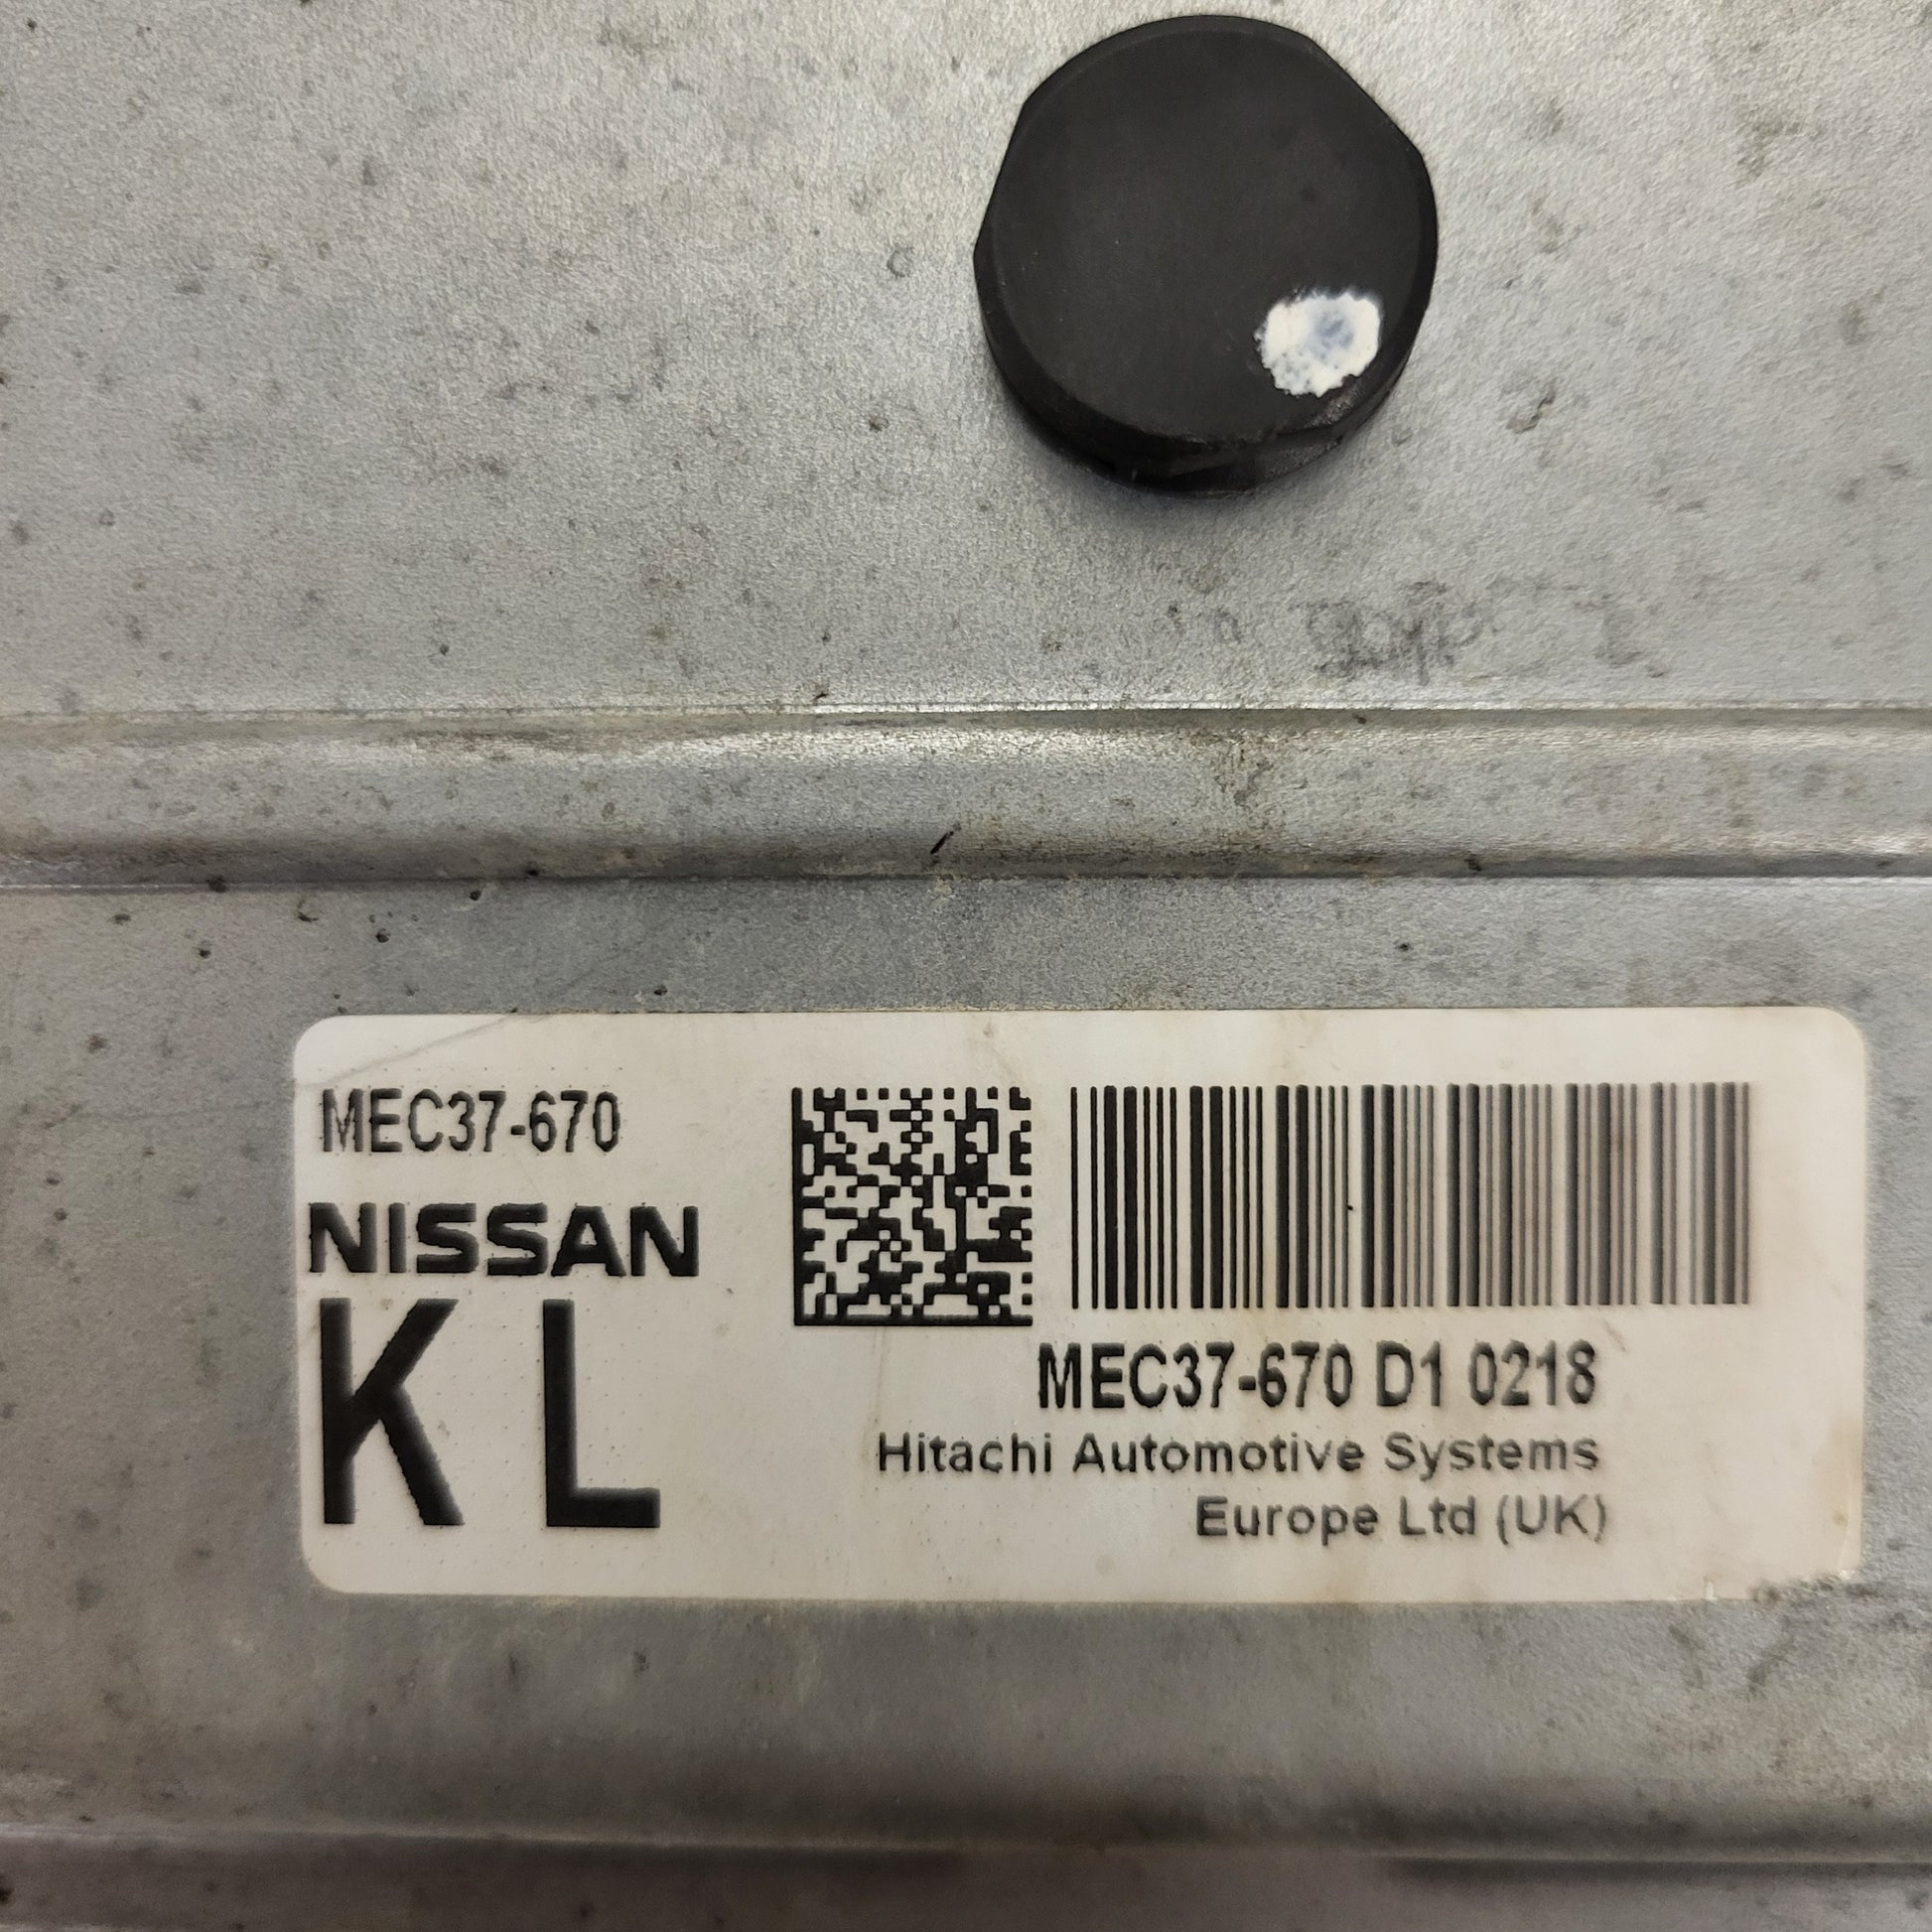 MEC37-670
NISSAN
K L
MEC37-670 D1 0218
Hitachi Automotive Systems
Europe Ltd (UK)